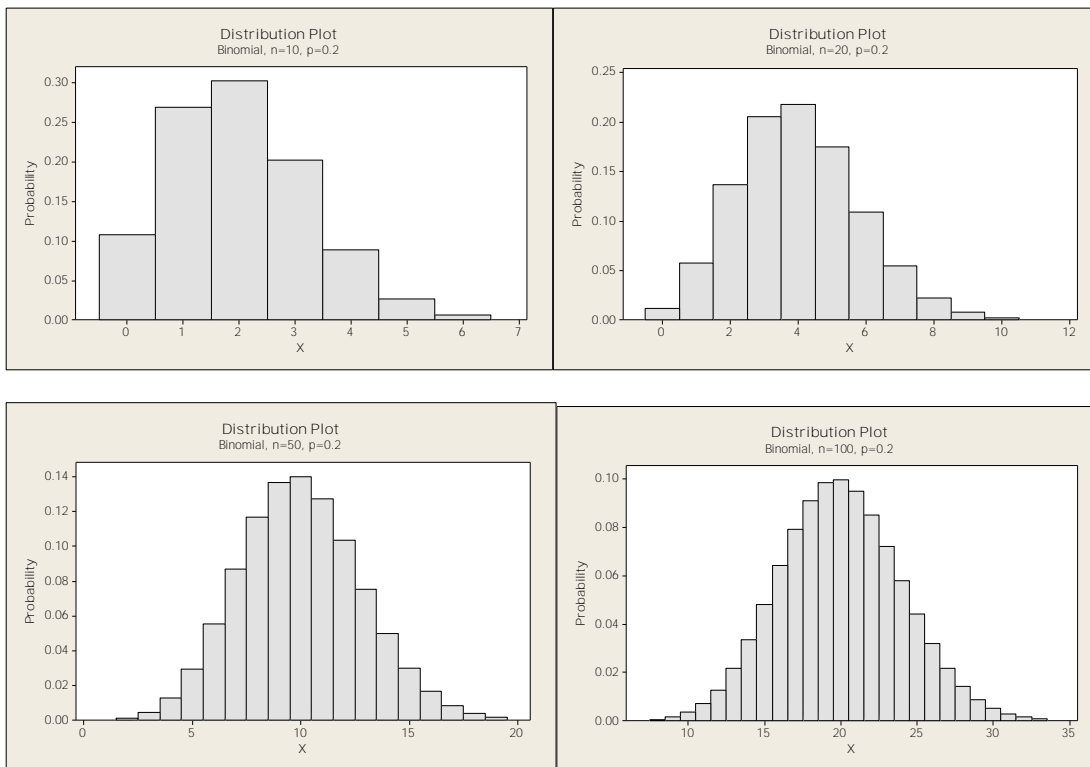 Distribution Plot
Binomial, n=10, p=0.2
0.30
0.25
0.20
0.15
0.10
0.05
0.00
Probability
0 1 2 3 4 5 6 7
X
Distribution Plot
Binomial, n=20, p=0.2
0.25
0.20
0.15
0.10
0.05
0.00
Probability
0 2 4 6 8 10 12
X
Distribution Plot
Binomial, n=50, p=0.2
0.14
0.12
0.10
0.08
0.06
0.04
0.02
0.00
Probability
0 5 10 15 20
X
Distribution Plot
Binomial, n=100, p=0.2
0.10
0.08
0.06
0.04
0.02
0.00
Probability
10 15 20 25 30 35
X